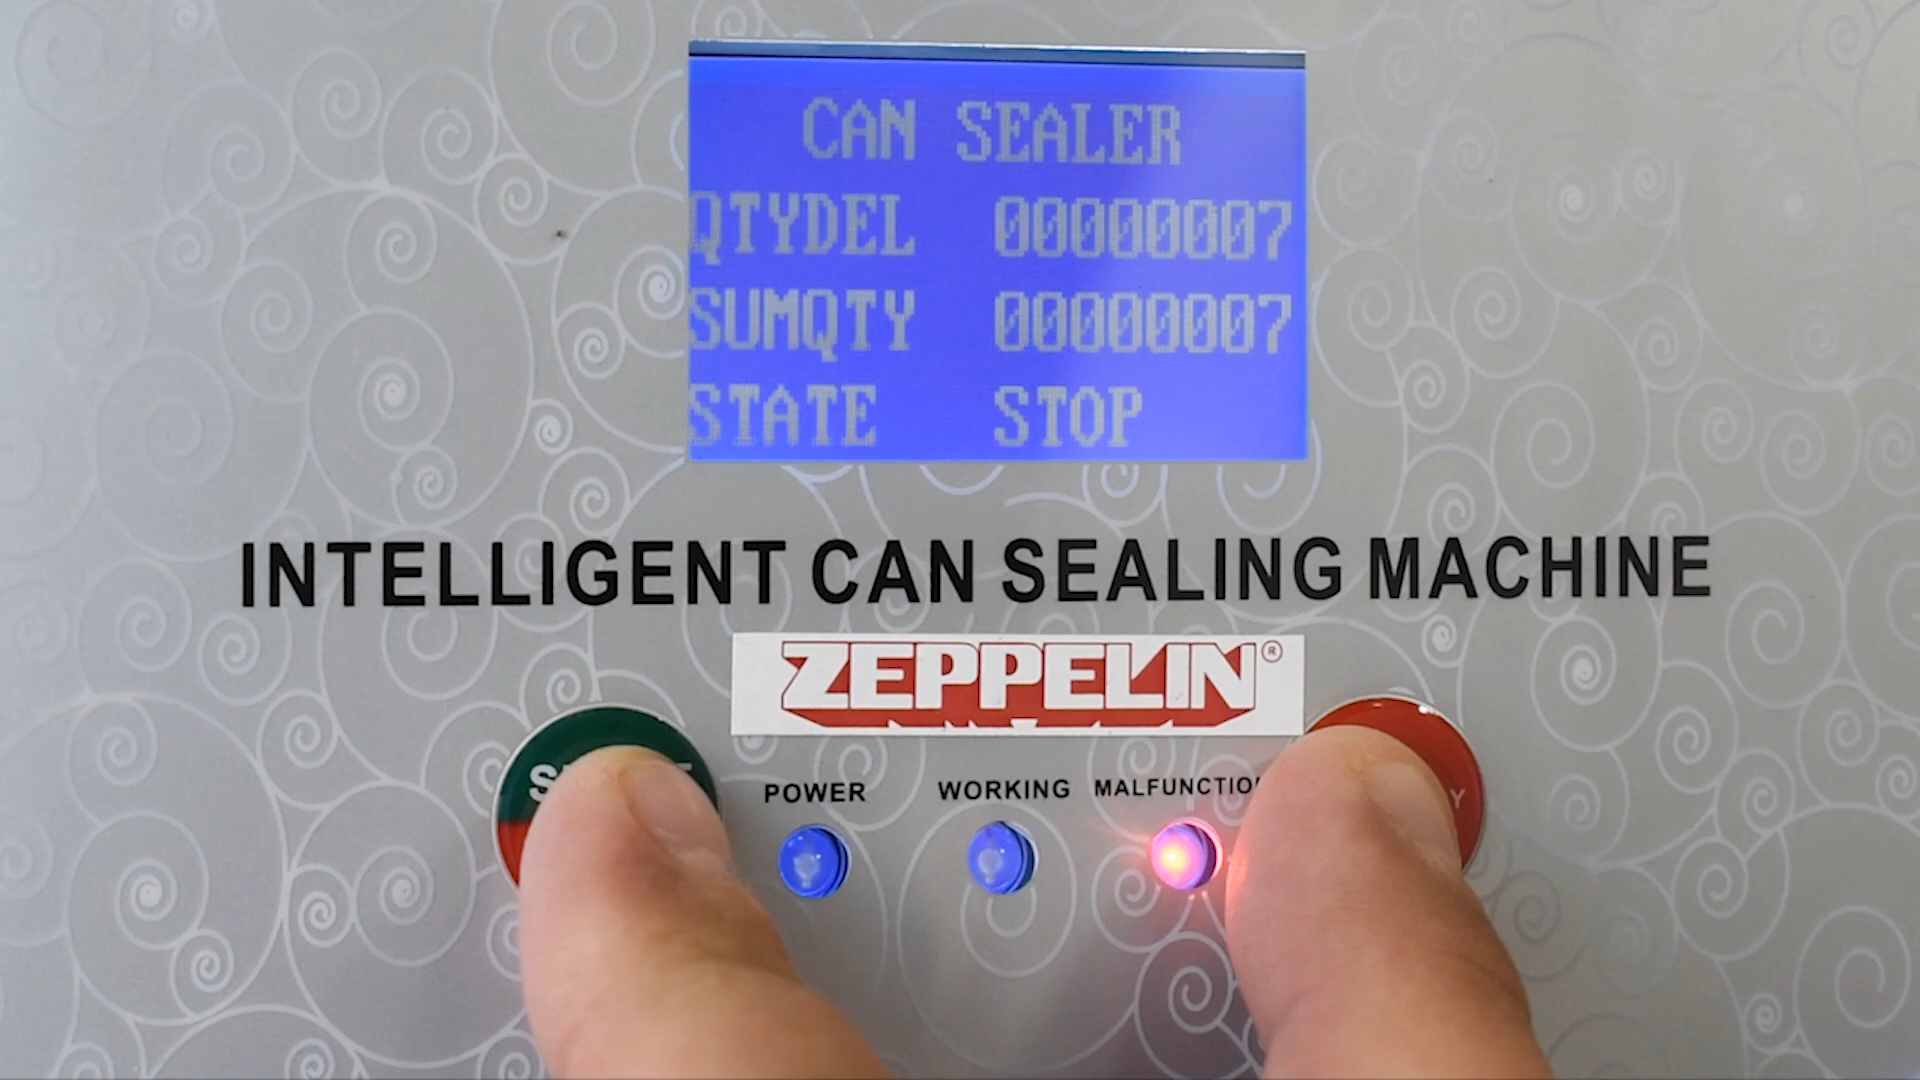 CAN SEALER
QTYDEL 00000007
SUMQTY 00000007
STATE STOP
INTELLIGENT CAN SEALING MACHINE
ZEPPELIN®
POWER WORKING